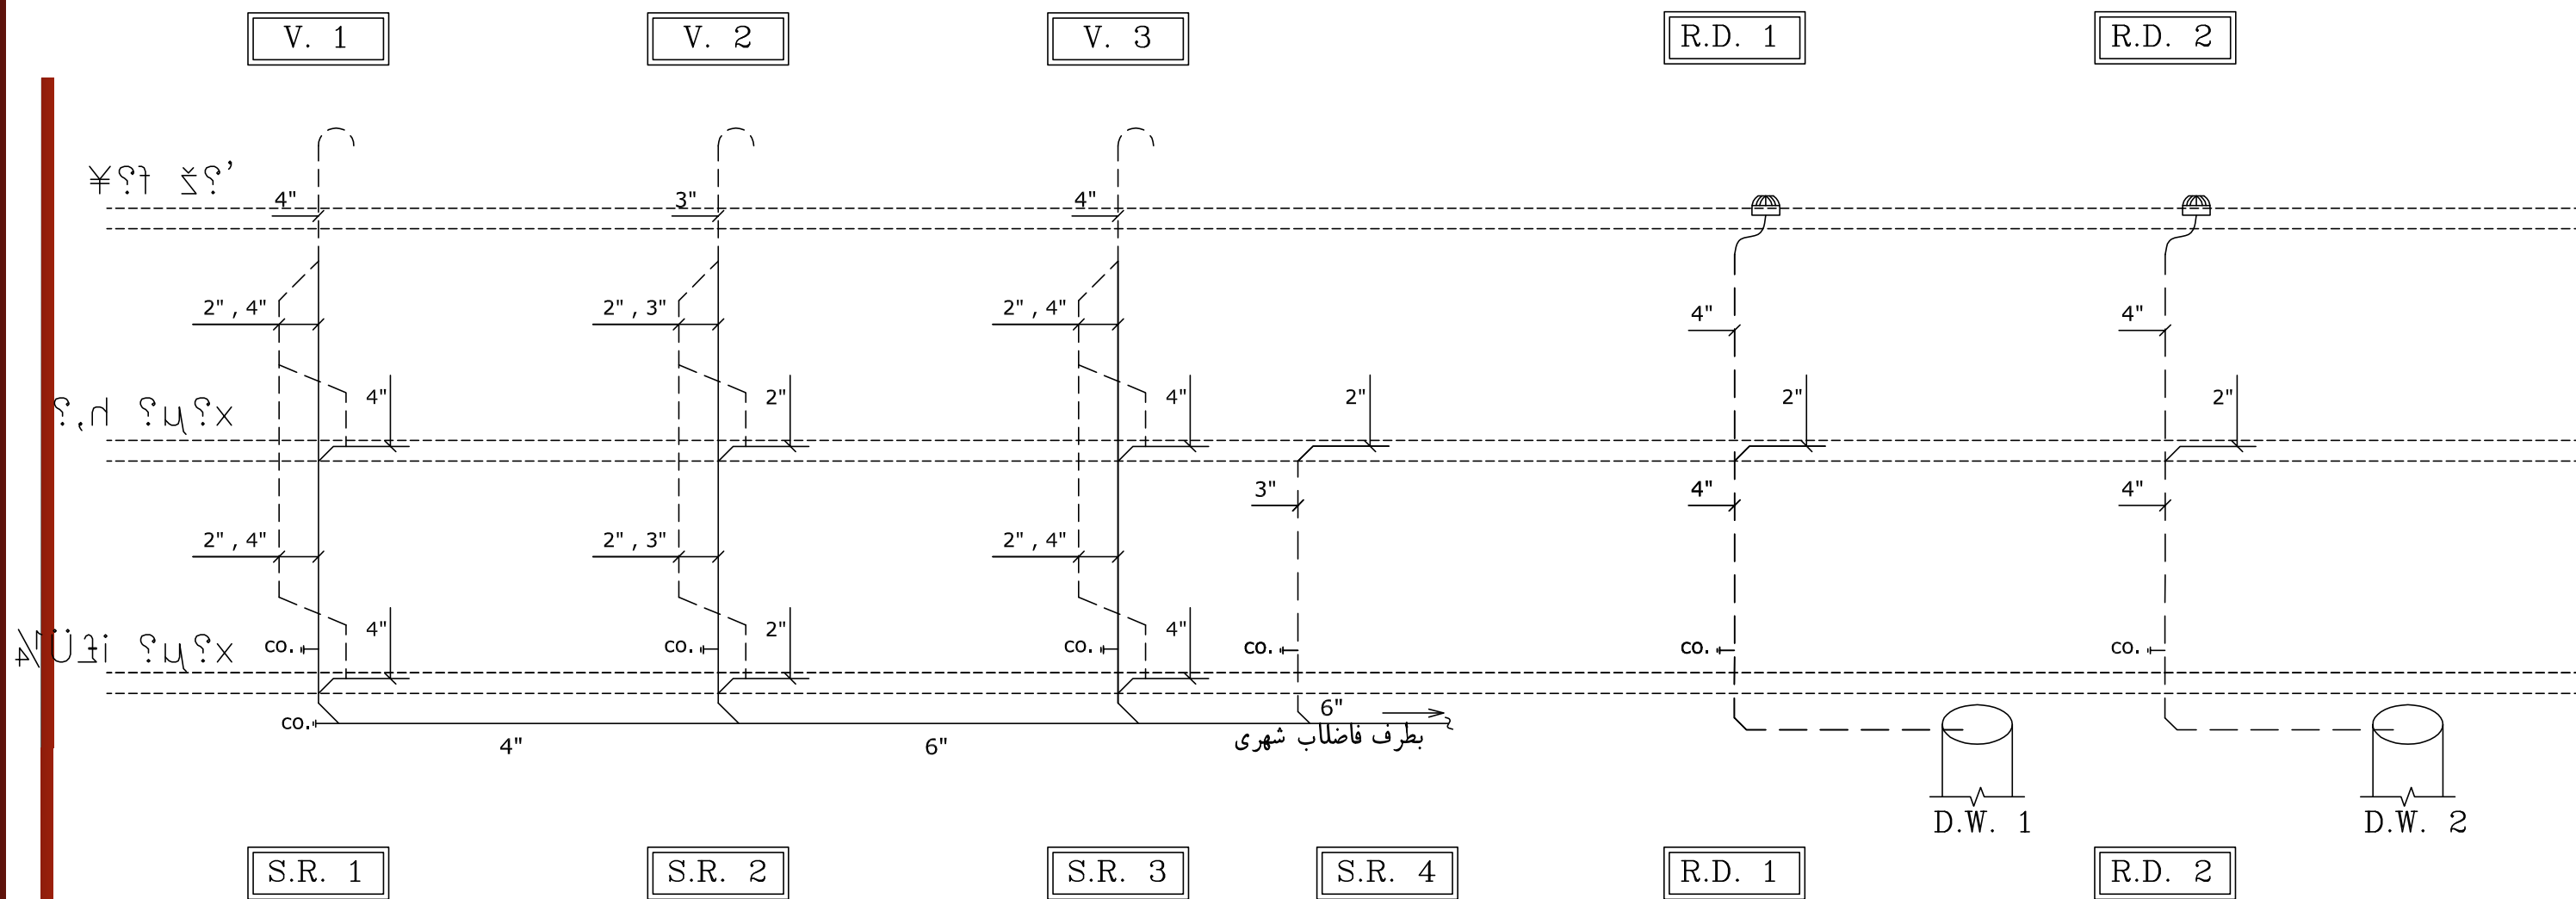 V. 1
V. 2
V. 3
R.D. 1
R.D. 2
4"
3"
4"
2" , 4"
2" , 3"
2" , 4"
4"
4"
4"
2"
4"
2"
2"
2"
3"
4"
4"
2" , 4"
2" , 3"
2" , 4"
4"
2"
4"
co.
co.
co.
co.
co.
co.
6"
co.
بطرف فاضلاب شهری
4"
6"
D.W. 1
D.W. 2
S.R. 1
S.R. 2
S.R. 3
S.R. 4
R.D. 1
R.D. 2